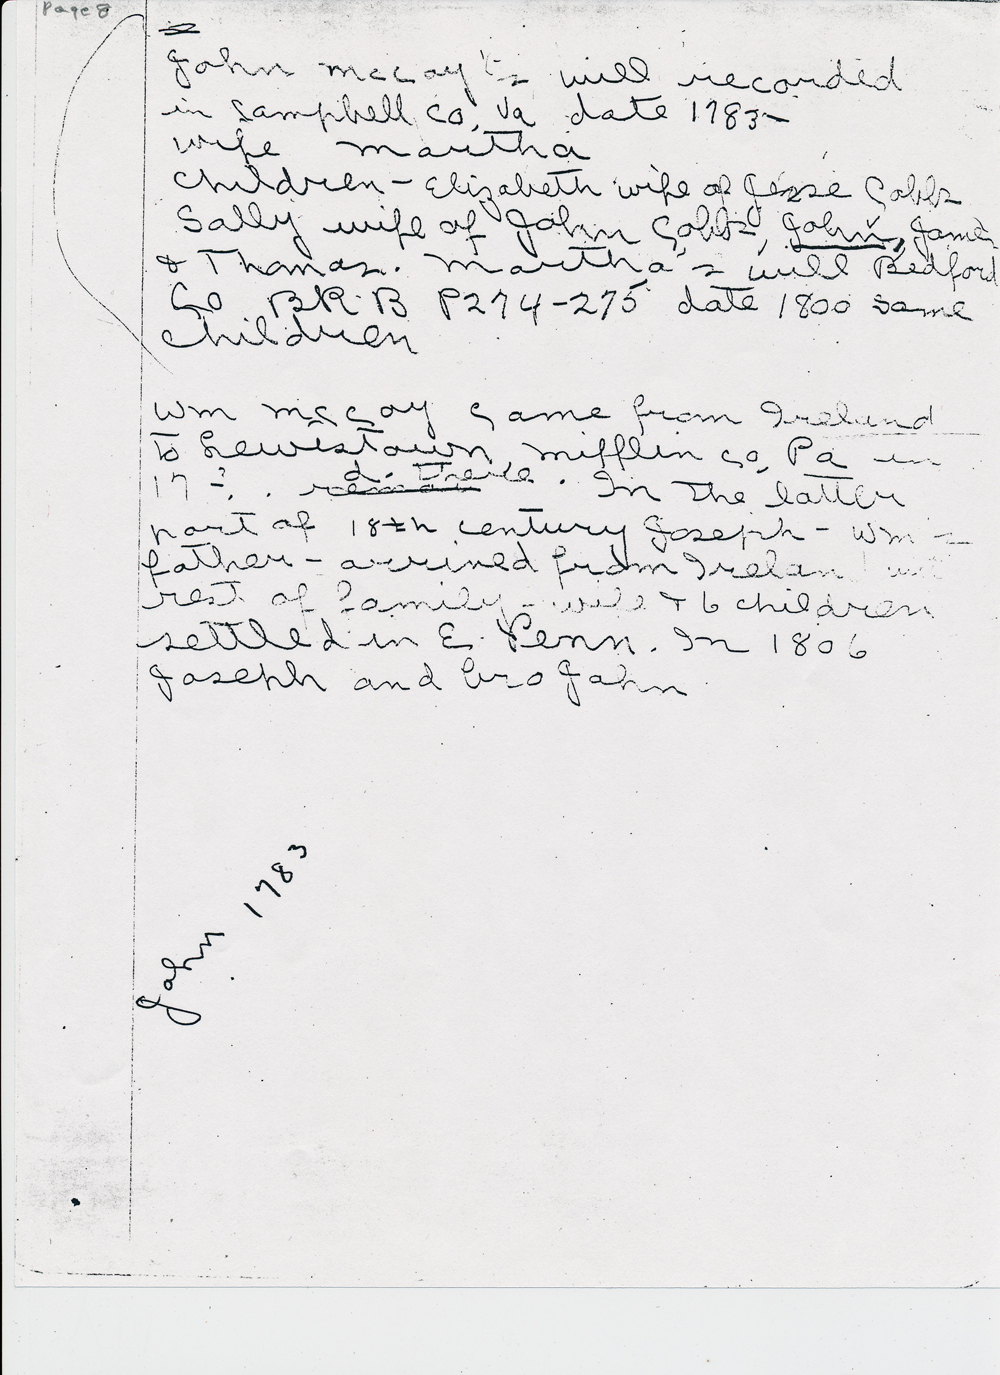 Page 8
John McCoy's will recorded
in Campbell Co, Va date 1783-
wife Martha
children - Elizabeth wife of Jesse Cobbs
Sally wife of John Cobbs, John, James
& Thomas. Martha's will Bedford
Co BK.B P274-275 date 1800 same
children
Wm McCoy came from Ireland
to Lewistown, Mifflin Co, Pa in
17-?. d. there. In the latter
part of 18th century Joseph - Wm's
father - arrived from Ireland with
rest of family - wife & 6 children
settled in E. Penn. In 1806
Joseph and bro John
John 1783